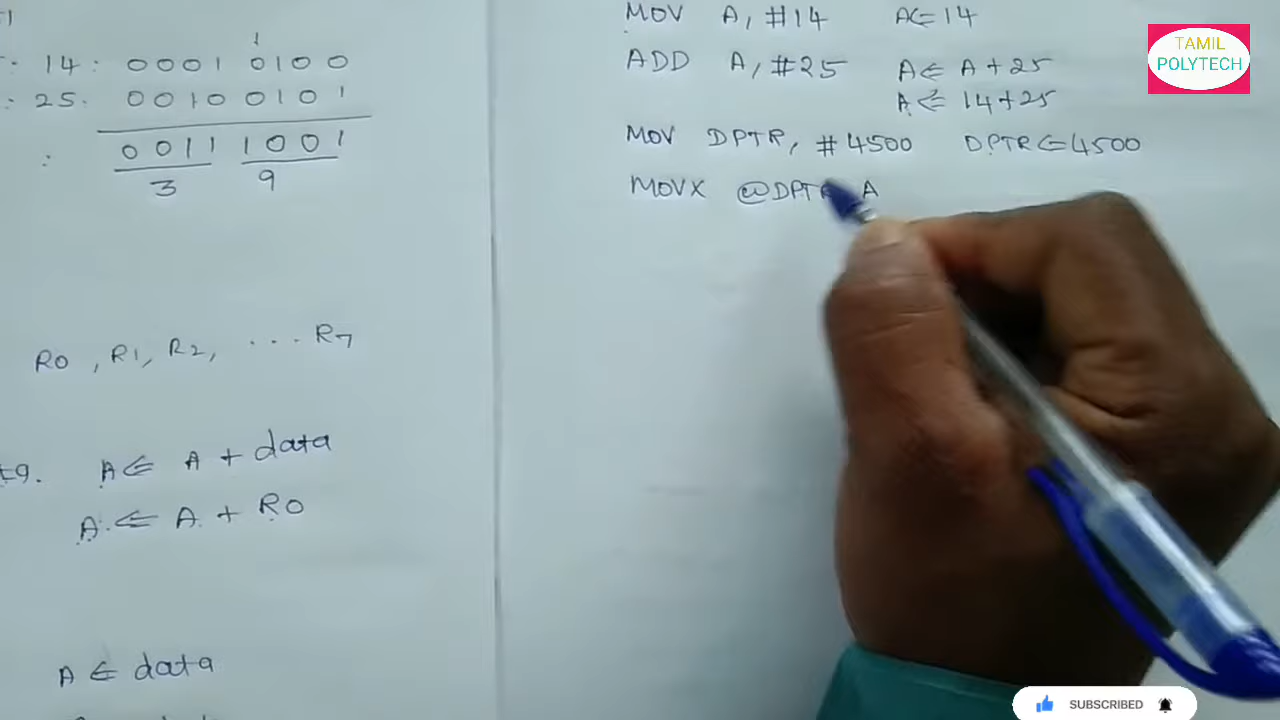 14: 0001 0100
1
25. 0010 0101
: 0011 1001
3 9
R0, R1, R2, ... R7
A ⇐ A + data
A ⇐ A + R0
A ⇐ data
MOV A, #14 A ⇐ 14
ADD A, #25 A ⇐ A + 25
A ⇐ 14 + 25
MOV DPTR, #4500 DPTR ⇐ 4500
MOVX @DPTR A
TAMIL
POLYTECH
SUBSCRIBED